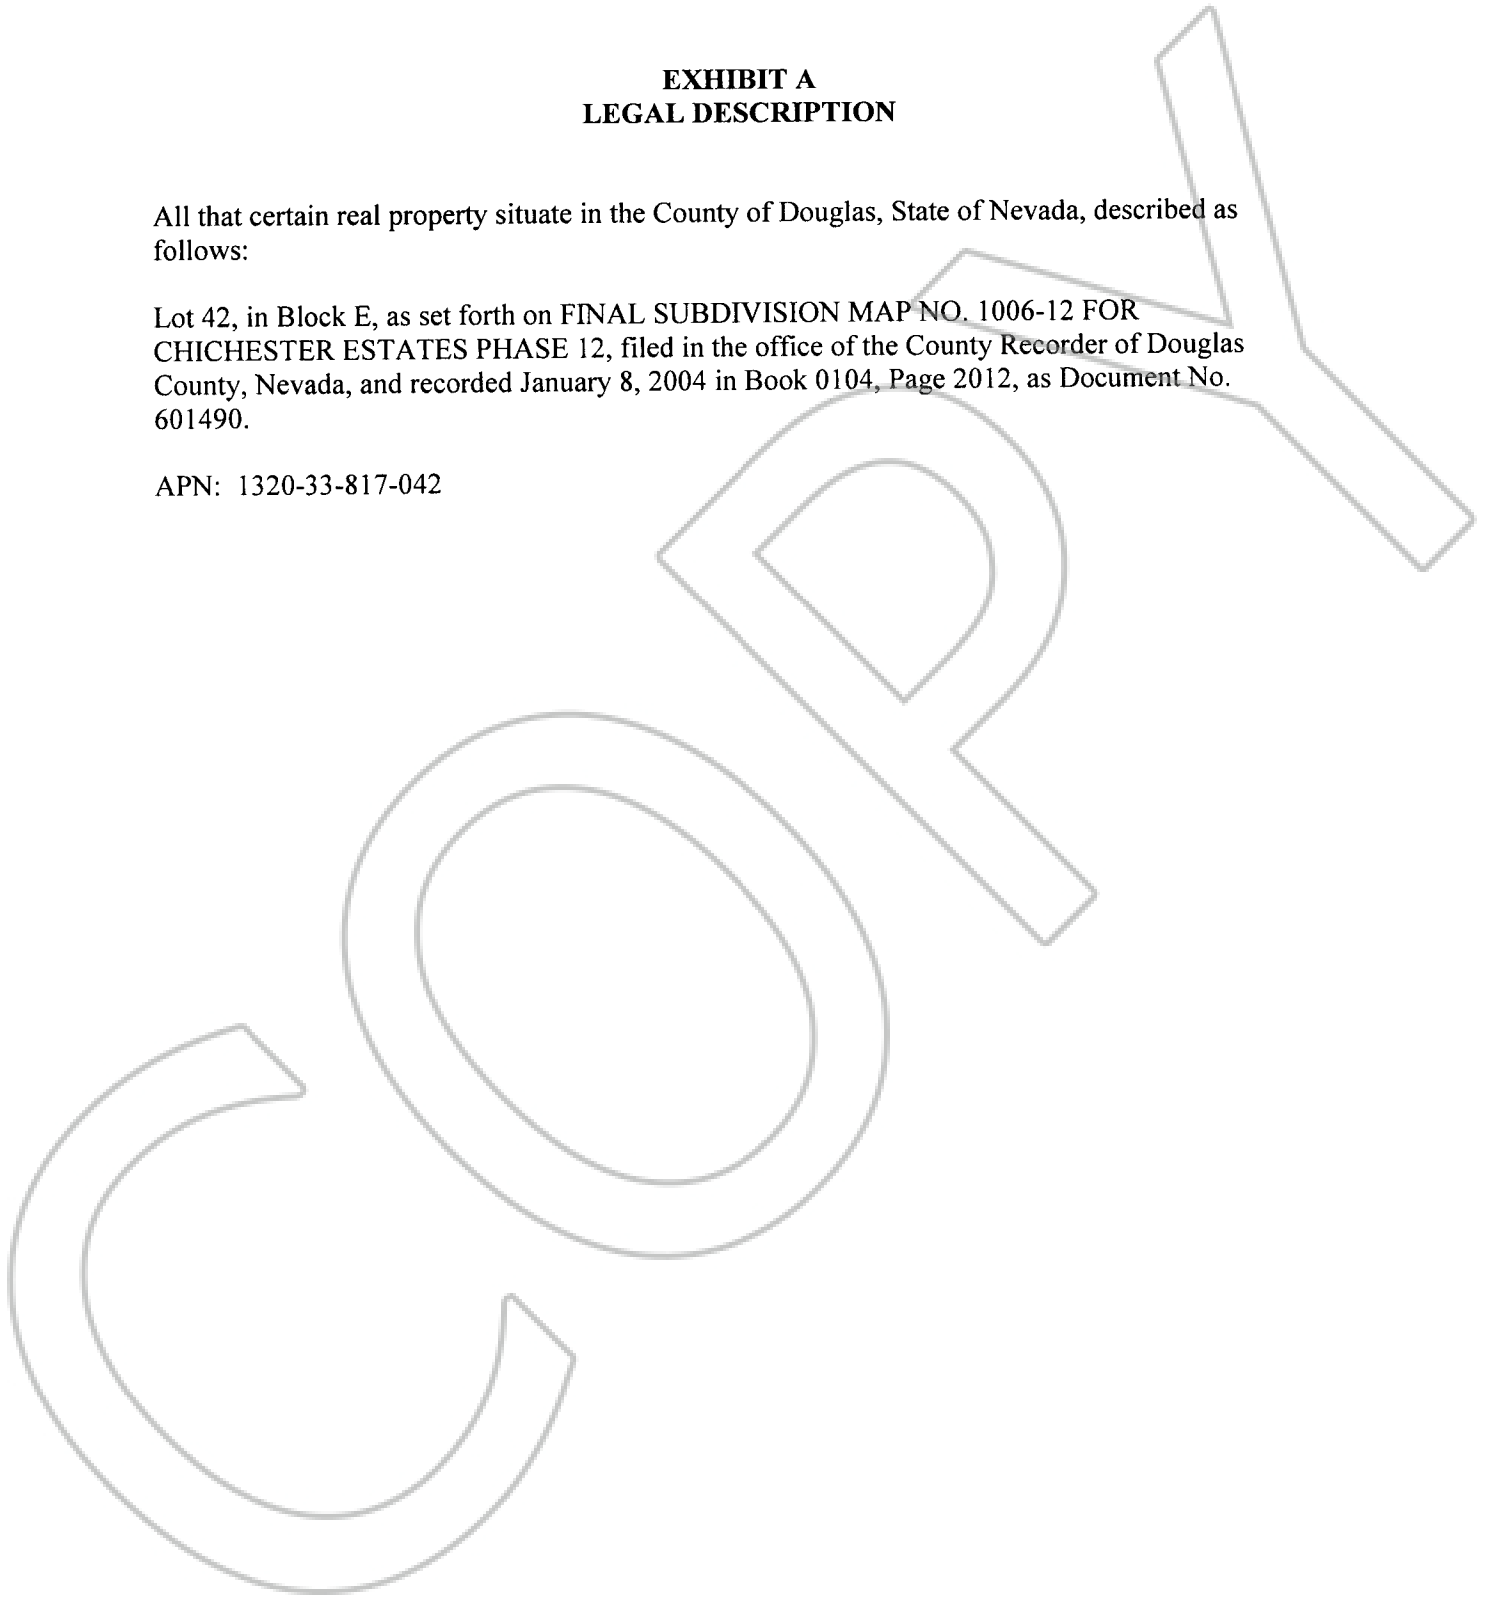 EXHIBIT A
LEGAL DESCRIPTION
All that certain real property situate in the County of Douglas, State of Nevada, described as
follows:
Lot 42, in Block E, as set forth on FINAL SUBDIVISION MAP NO. 1006-12 FOR
CHICHESTER ESTATES PHASE 12, filed in the office of the County Recorder of Douglas
County, Nevada, and recorded January 8, 2004 in Book 0104, Page 2012, as Document No.
601490.
APN: 1320-33-817-042
COPY